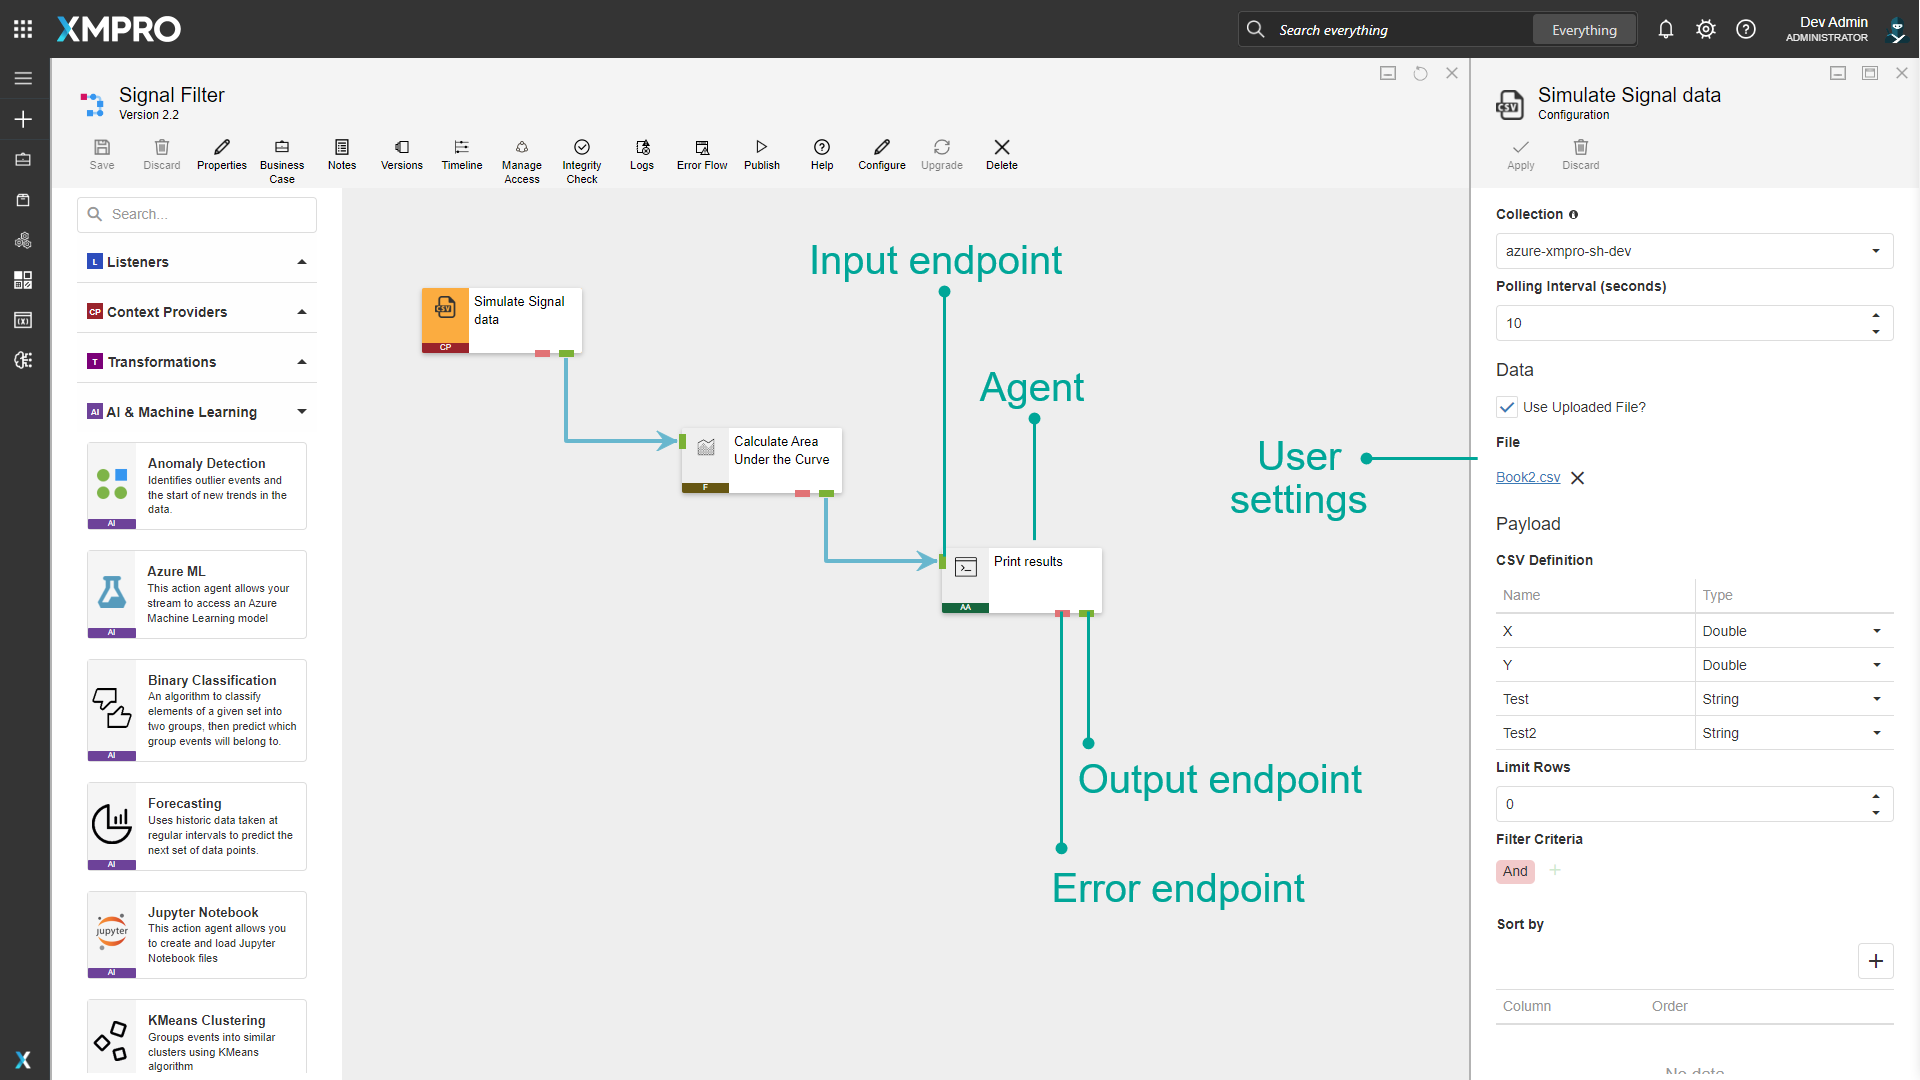 XMPRO
Search everything
Everything
Dev Admin
ADMINISTRATOR
Signal Filter
Version 2.2
Save
Discard
Properties
Business
Case
Notes
Versions
Timeline
Manage
Access
Integrity
Check
Logs
Error Flow
Publish
Help
Configure
Upgrade
Delete
Search...
L Listeners
CP Context Providers
T Transformations
AI AI & Machine Learning
Anomaly Detection
Identifies outlier events and
the start of new trends in the
data.
AI
Azure ML
This action agent allows your
stream to access an Azure
Machine Learning model
AI
Binary Classification
An algorithm to classify
elements of a given set into
two groups, then predict which
group events will belong to.
AI
Forecasting
Uses historic data taken at
regular intervals to predict the
next set of data points.
AI
Jupyter Notebook
This action agent allows you
to create and load Jupyter
Notebook files
jupyter
AI
KMeans Clustering
Groups events into similar
clusters using KMeans
algorithm
CSV
Simulate Signal
data
CP
Calculate Area
Under the Curve
F
Print results
AA
Input endpoint
Agent
User
settings
Output endpoint
Error endpoint
CSV
Simulate Signal data
Configuration
Apply
Discard
Collection
azure-xmpro-sh-dev
Polling Interval (seconds)
10
Data
Use Uploaded File?
File
Book2.csv
Payload
CSV Definition
Name Type
X Double
Y Double
Test String
Test2 String
Limit Rows
0
Filter Criteria
And
Sort by
Column Order
No data